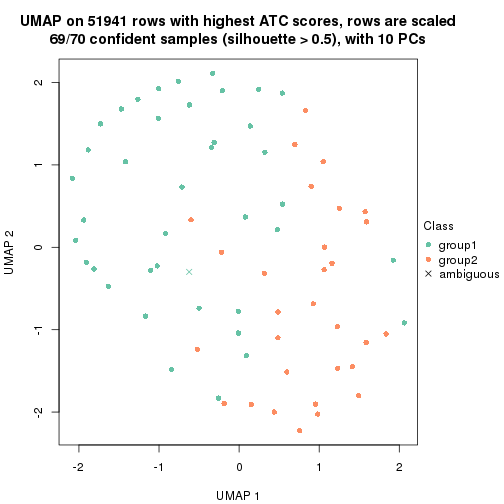 UMAP on 51941 rows with highest ATC scores, rows are scaled
69/70 confident samples (silhouette > 0.5), with 10 PCs
2
1
0
-1
-2
UMAP 2
-2
-1
0
1
2
UMAP 1
Class
group1
group2
ambiguous